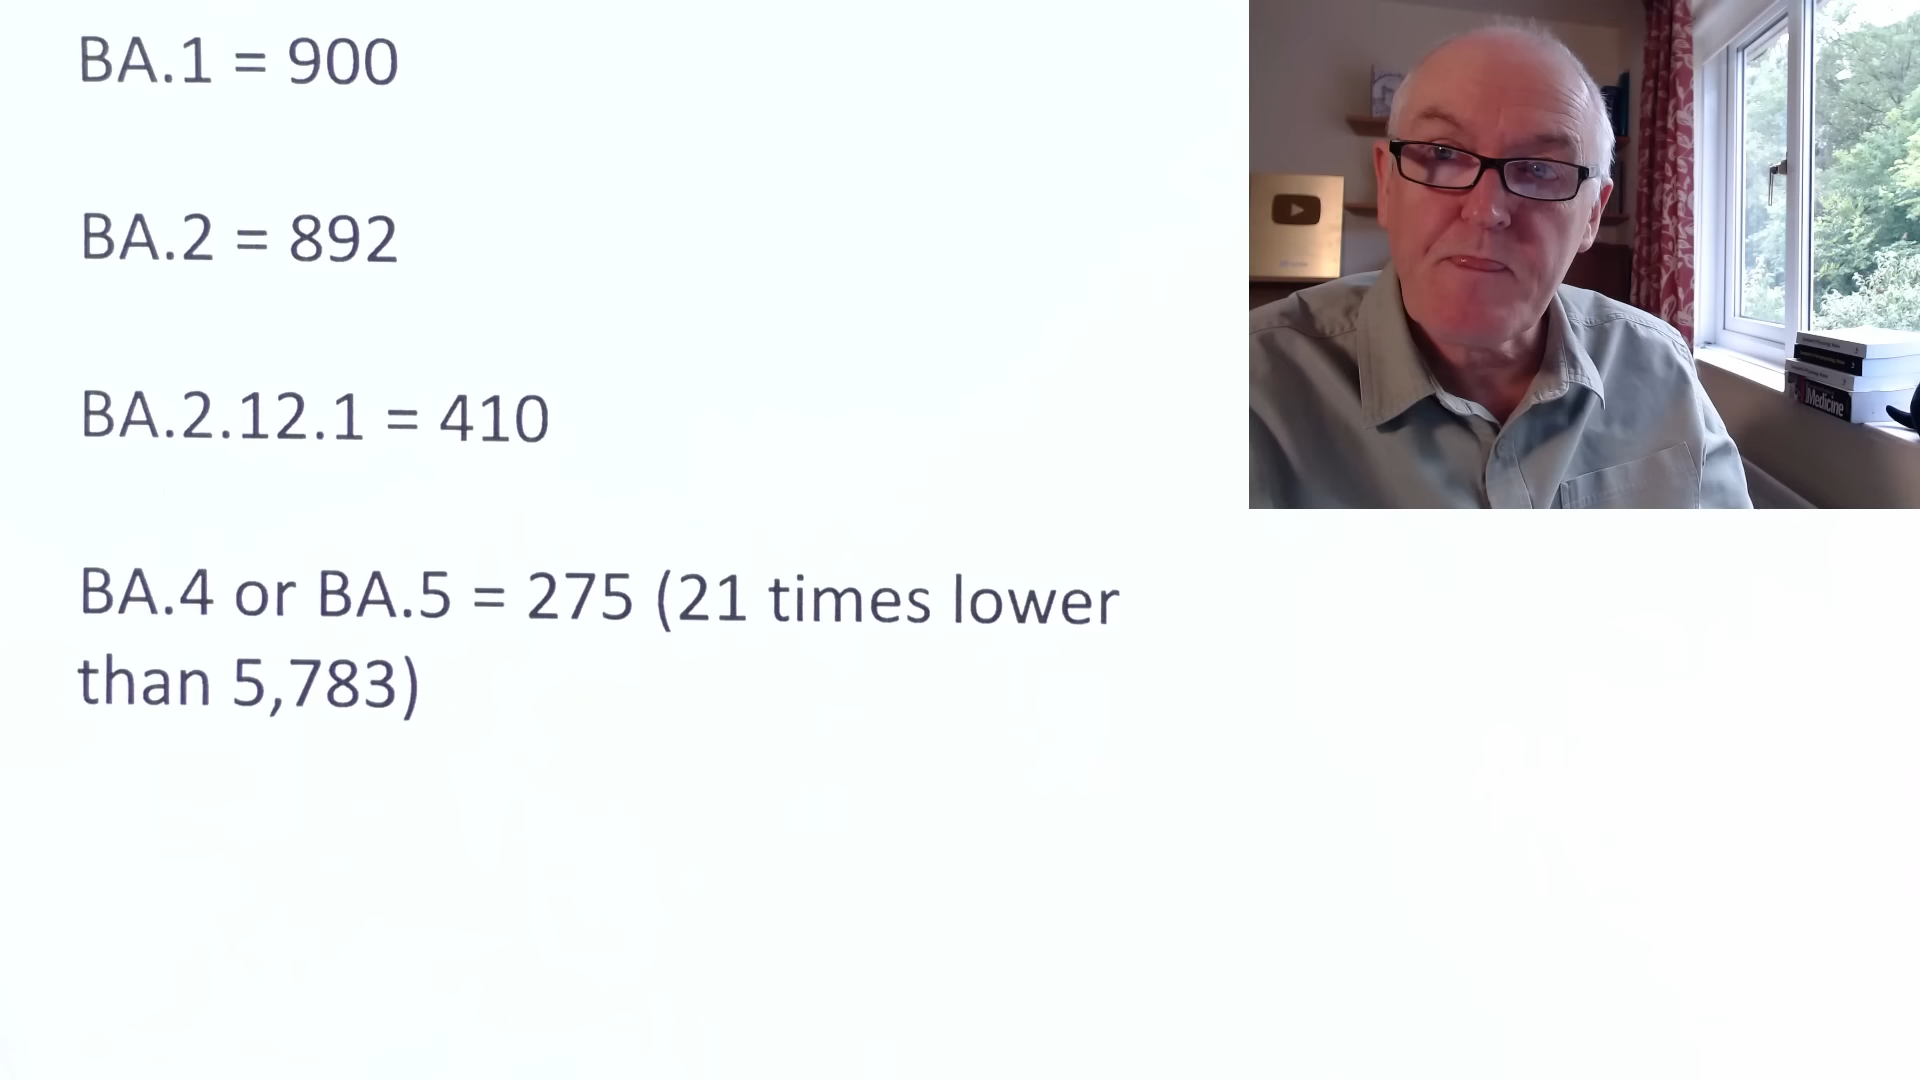 BA.1 = 900
BA.2 = 892
BA.2.12.1 = 410
BA.4 or BA.5 = 275 (21 times lower
than 5,783)
Medicine